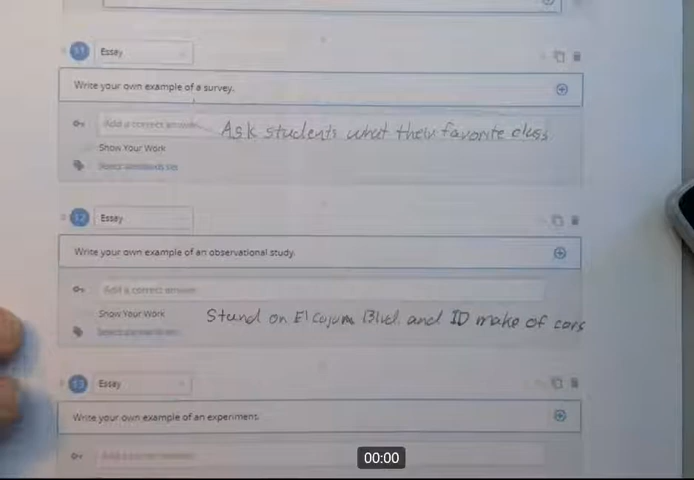 11 Essay
Write your own example of a survey.
Add a correct answer Ask students what their favorite class
Show Your Work
12 Essay
Write your own example of an observational study.
Add a correct answer
Show Your Work Stand on El Cajon Blvd. and ID make of cars
13 Essay
Write your own example of an experiment.
Add a correct answer
00:00